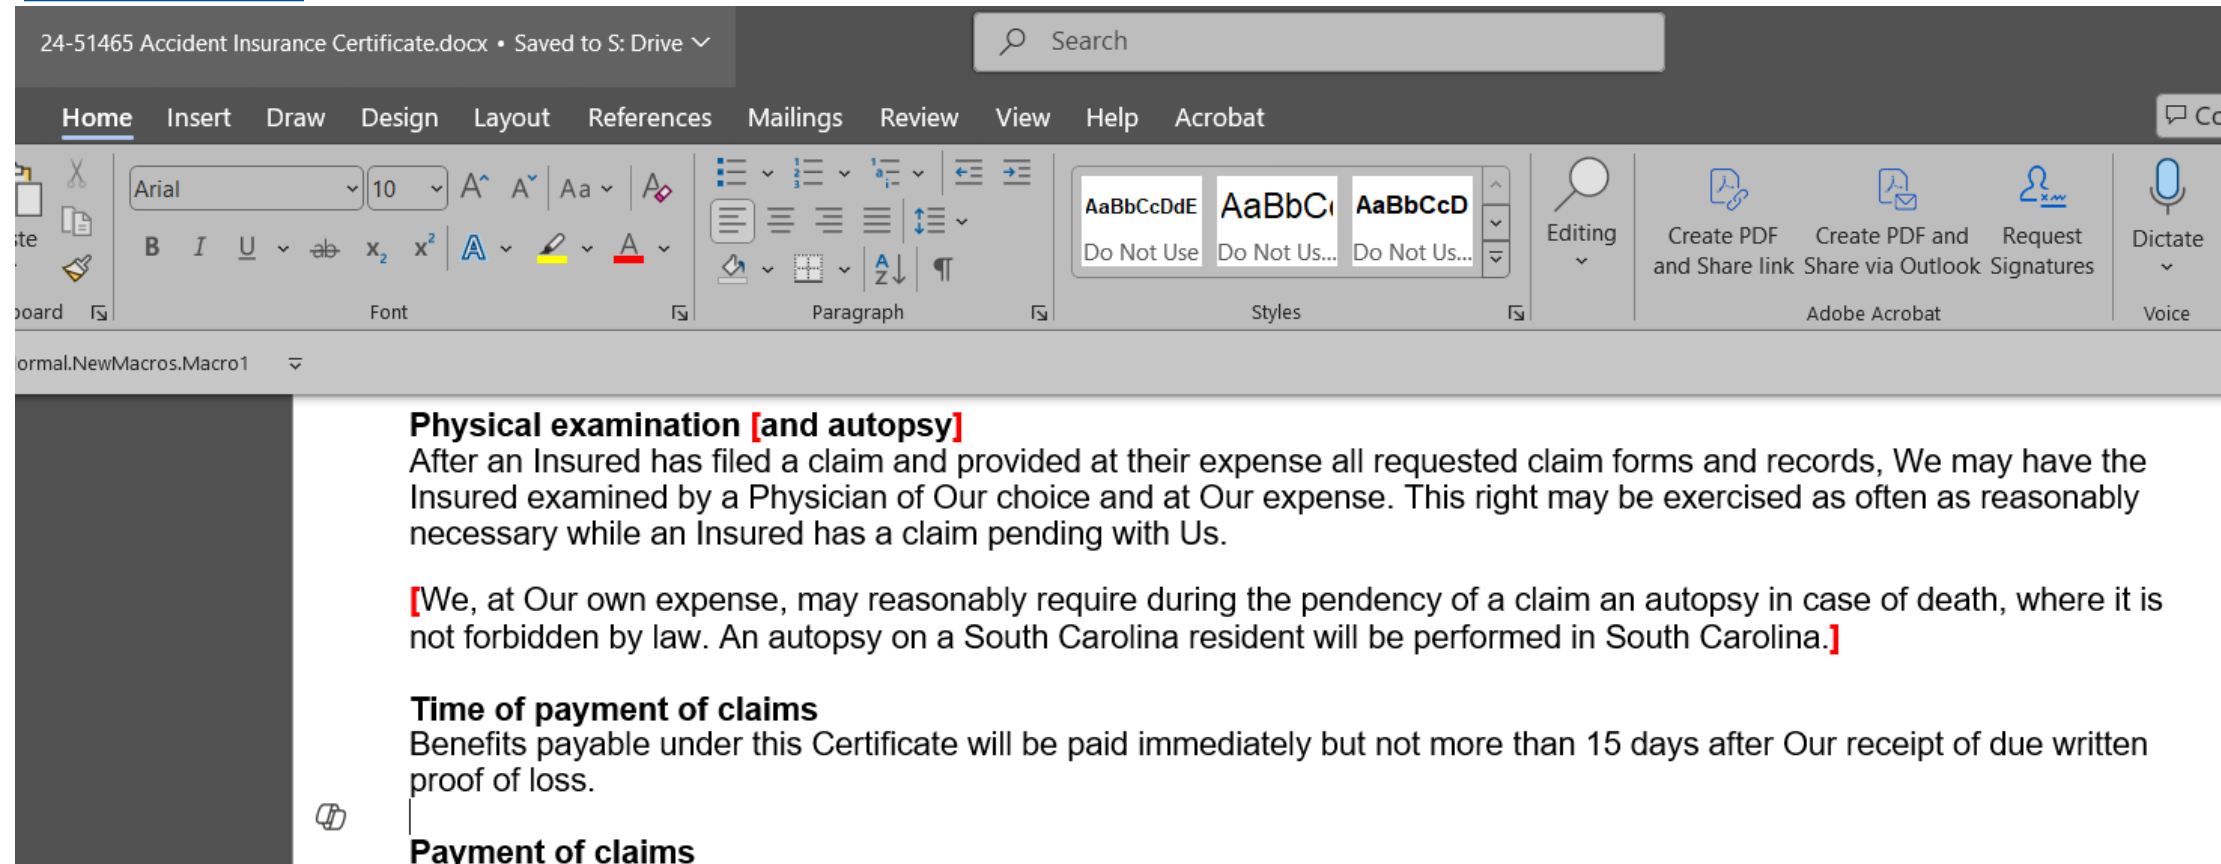 24-51465 Accident Insurance Certificate.docx • Saved to S: Drive
Search
Home Insert Draw Design Layout References Mailings Review View Help Acrobat
Arial 10 Aa
B I U ab x₂ x² A A
AaBbCcDdE AaBbC AaBbCcD
Do Not Use Do Not Us... Do Not Us...
Editing
Create PDF and Share link
Create PDF and Share via Outlook
Request Signatures
Dictate
Font Paragraph Styles Adobe Acrobat Voice
ormal.NewMacros.Macro1
Physical examination [and autopsy]
After an Insured has filed a claim and provided at their expense all requested claim forms and records, We may have the
Insured examined by a Physician of Our choice and at Our expense. This right may be exercised as often as reasonably
necessary while an Insured has a claim pending with Us.
[We, at Our own expense, may reasonably require during the pendency of a claim an autopsy in case of death, where it is
not forbidden by law. An autopsy on a South Carolina resident will be performed in South Carolina.]
Time of payment of claims
Benefits payable under this Certificate will be paid immediately but not more than 15 days after Our receipt of due written
proof of loss.
Payment of claims